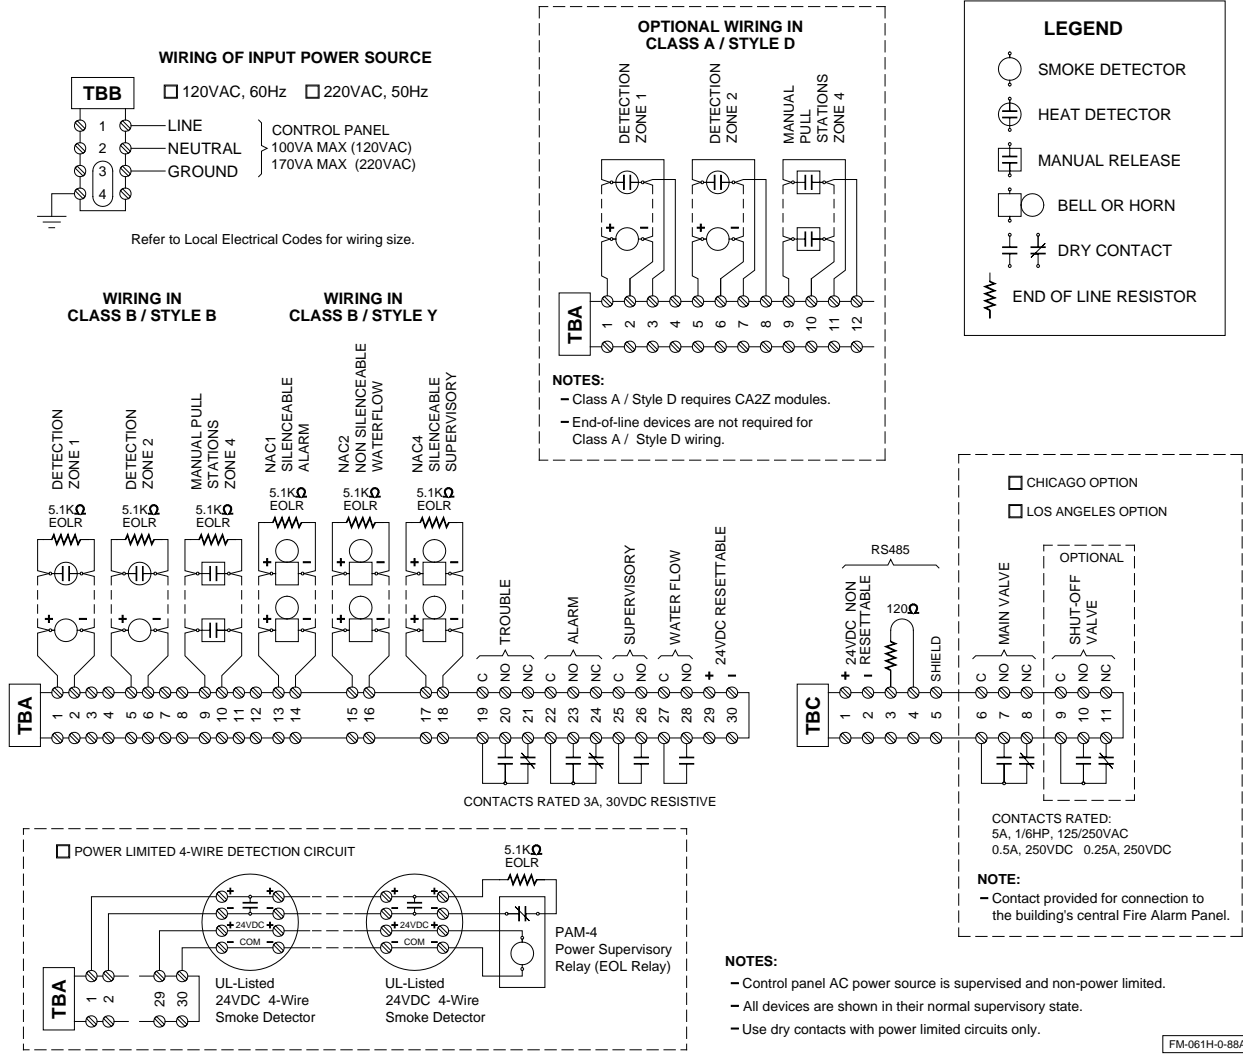 WIRING OF INPUT POWER SOURCE
TBB
120VAC, 60Hz
220VAC, 50Hz
1
LINE
2
NEUTRAL
3
GROUND
4
CONTROL PANEL
100VA MAX (120VAC)
170VA MAX (220VAC)
Refer to Local Electrical Codes for wiring size.
OPTIONAL WIRING IN
CLASS A / STYLE D
DETECTION
ZONE 1
DETECTION
ZONE 2
MANUAL
PULL
STATIONS
ZONE 4
+ −
+ −
TBA
1 2 3 4 5 6 7 8 9 10 11 12
NOTES:
− Class A / Style D requires CA2Z modules.
− End-of-line devices are not required for
Class A / Style D wiring.
LEGEND
SMOKE DETECTOR
HEAT DETECTOR
MANUAL RELEASE
BELL OR HORN
DRY CONTACT
END OF LINE RESISTOR
WIRING IN
CLASS B / STYLE B
WIRING IN
CLASS B / STYLE Y
DETECTION
ZONE 1
5.1KΩ
EOLR
+ −
DETECTION
ZONE 2
5.1KΩ
EOLR
+ −
MANUAL PULL
STATIONS
ZONE 4
5.1KΩ
EOLR
NAC1
SILENCEABLE
ALARM
5.1KΩ
EOLR
+ −
+ −
NAC2
NON SILENCEABLE
WATERFLOW
5.1KΩ
EOLR
+ −
+ −
NAC4
SILENCEABLE
SUPERVISORY
5.1KΩ
EOLR
+ −
+ −
TROUBLE
C NO NC
ALARM
C NO NC
SUPERVISORY
C NO
WATER FLOW
C NO
24VDC RESETTABLE
+ −
TBA
1 2 3 4 5 6 7 8 9 10 11 12 13 14 15 16 17 18 19 20 21 22 23 24 25 26 27 28 29 30
CONTACTS RATED 3A, 30VDC RESISTIVE
RS485
24VDC NON
RESETTABLE
+ −
120Ω
SHIELD
CHICAGO OPTION
LOS ANGELES OPTION
MAIN VALVE
C NO NC
OPTIONAL
SHUT-OFF
VALVE
C NO NC
TBC
1 2 3 4 5 6 7 8 9 10 11
CONTACTS RATED:
5A, 1/6HP, 125/250VAC
0.5A, 250VDC 0.25A, 250VDC
NOTE:
− Contact provided for connection to
the building's central Fire Alarm Panel.
POWER LIMITED 4-WIRE DETECTION CIRCUIT
5.1KΩ
EOLR
+ +
− −
+ 24VDC +
− COM −
+ +
− −
+ 24VDC +
− COM −
PAM-4
Power Supervisory
Relay (EOL Relay)
TBA
1 2 29 30
UL-Listed
24VDC 4-Wire
Smoke Detector
UL-Listed
24VDC 4-Wire
Smoke Detector
NOTES:
− Control panel AC power source is supervised and non-power limited.
− All devices are shown in their normal supervisory state.
− Use dry contacts with power limited circuits only.
FM-061H-0-88A